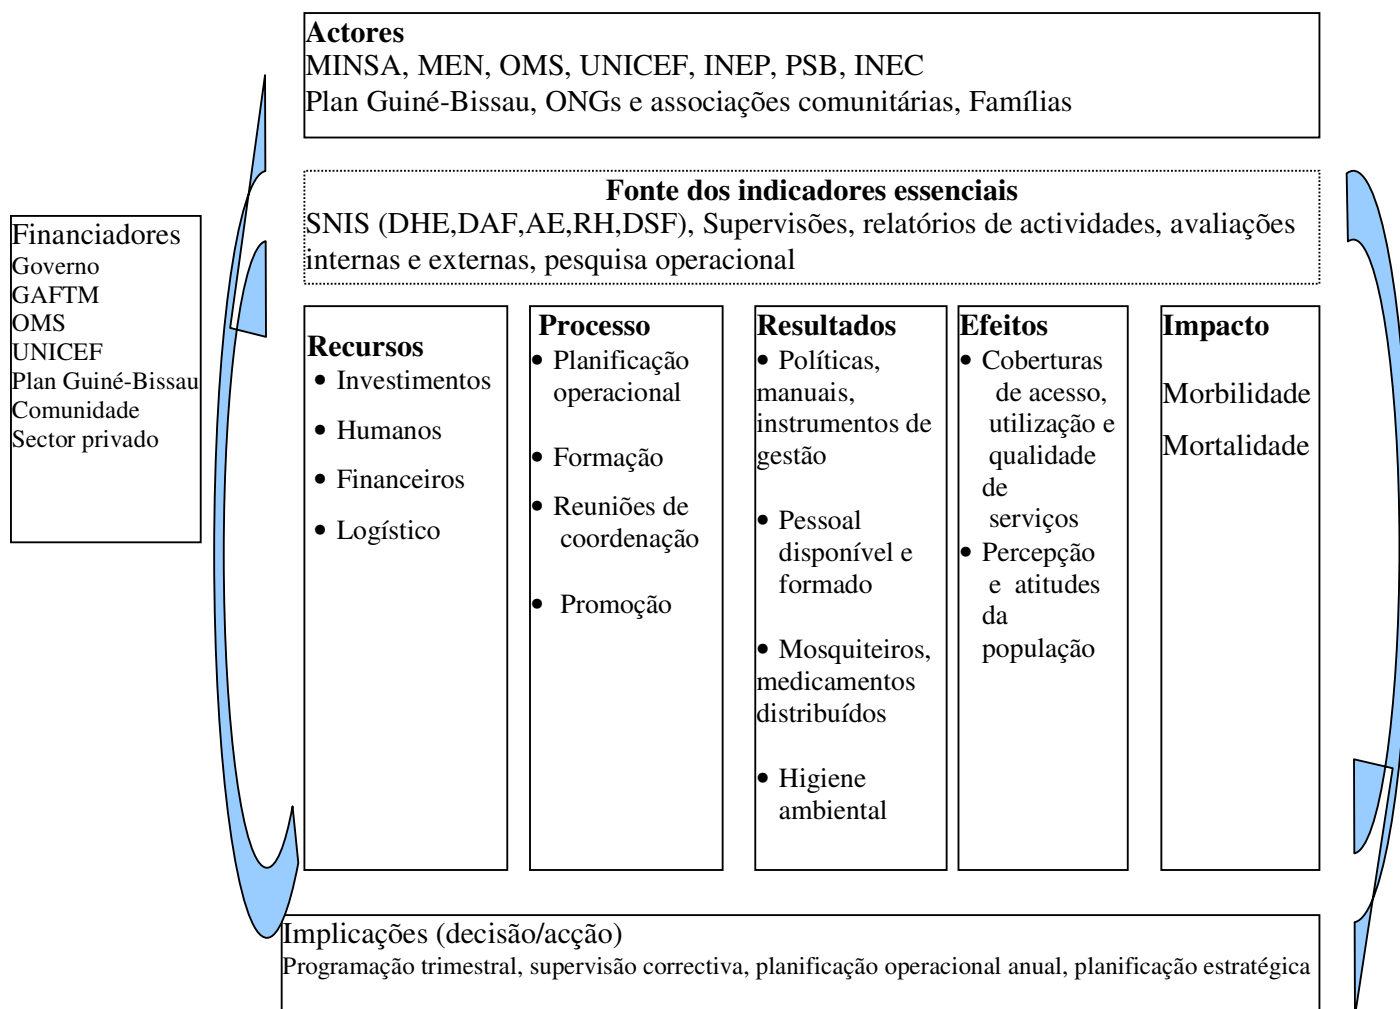 Actores
MINSA, MEN, OMS, UNICEF, INEP, PSB, INEC
Plan Guiné-Bissau, ONGs e associações comunitárias, Famílias
Fonte dos indicadores essenciais
SNIS (DHE,DAF,AE,RH,DSF), Supervisões, relatórios de actividades, avaliações
internas e externas, pesquisa operacional
Financiadores
Governo
GAFTM
OMS
UNICEF
Plan Guiné-Bissau
Comunidade
Sector privado
Recursos
• Investimentos
• Humanos
• Financeiros
• Logístico
Processo
• Planificação
operacional
• Formação
• Reuniões de
coordenação
• Promoção
Resultados
• Políticas,
manuais,
instrumentos de
gestão
• Pessoal
disponível e
formado
• Mosquiteiros,
medicamentos
distribuídos
• Higiene
ambiental
Efeitos
• Coberturas
de acesso,
utilização e
qualidade
de
serviços
• Percepção
e atitudes
da
população
Impacto
Morbilidade
Mortalidade
Implicações (decisão/acção)
Programação trimestral, supervisão correctiva, planificação operacional anual, planificação estratégica